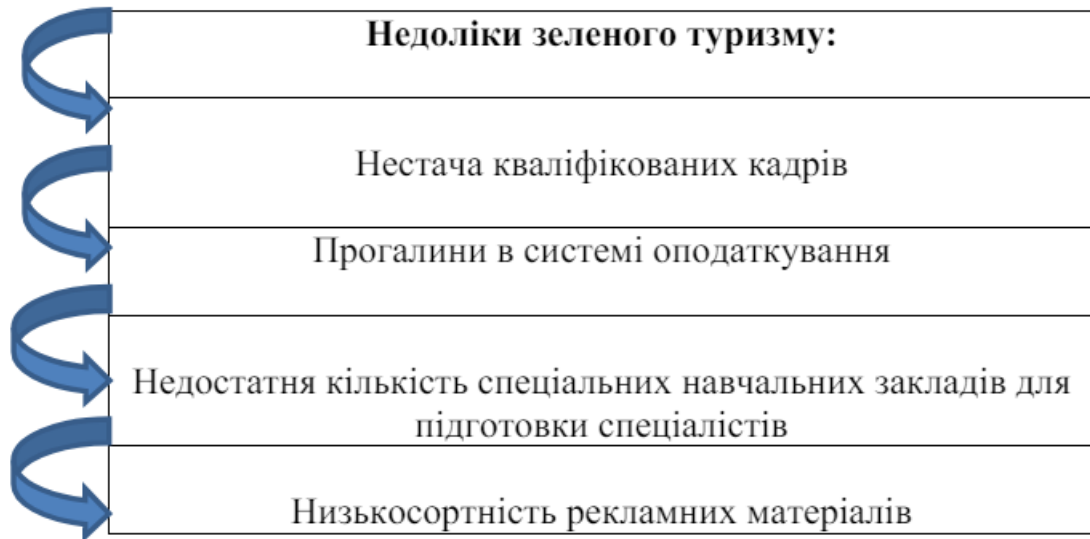 Недоліки зеленого туризму:
Нестача кваліфікованих кадрів
Прогалини в системі оподаткування
Недостатня кількість спеціальних навчальних закладів для
підготовки спеціалістів
Низькосортність рекламних матеріалів